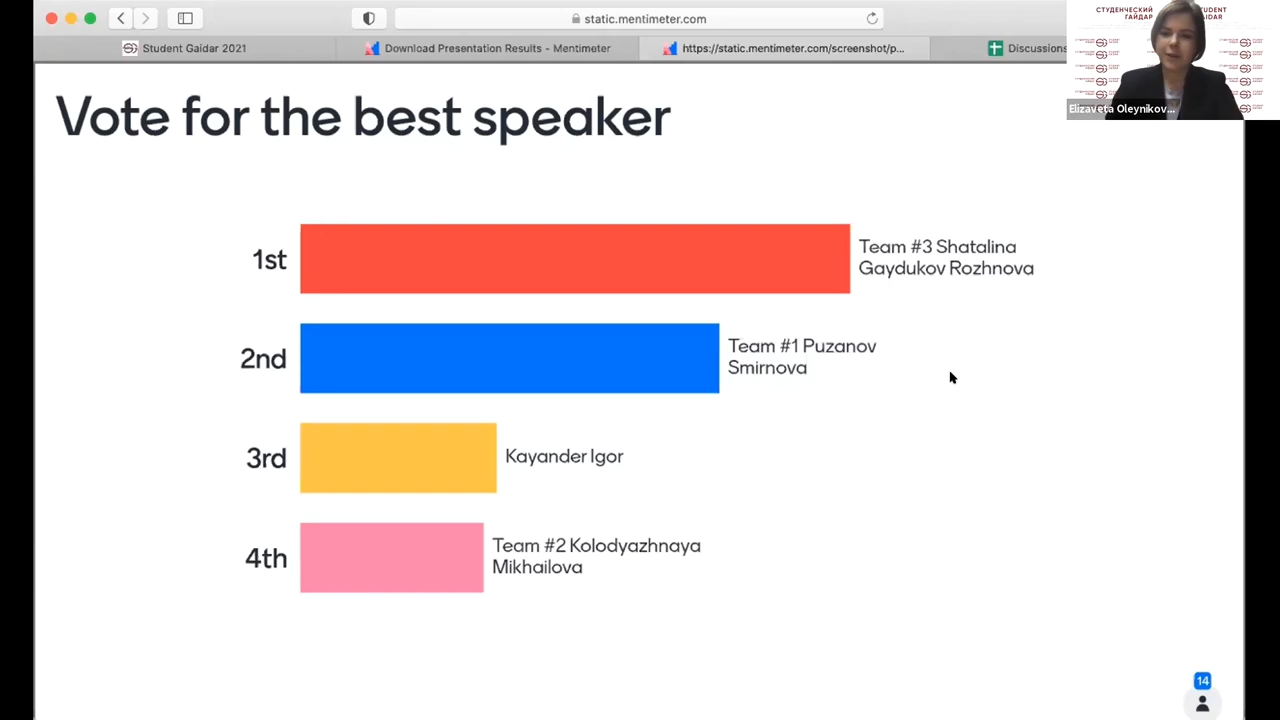 static.mentimeter.com
Student Gaidar 2021
Download Presentation Results – Mentimeter
https://static.mentimeter.com/screenshot/p...
Discussions
СТУДЕНЧЕСКИЙ
ГАЙДАР
Elizaveta Oleynikov...
Vote for the best speaker
1st
Team #3 Shatalina
Gaydukov Rozhnova
2nd
Team #1 Puzanov
Smirnova
3rd
Kayander Igor
4th
Team #2 Kolodyazhnaya
Mikhailova
14